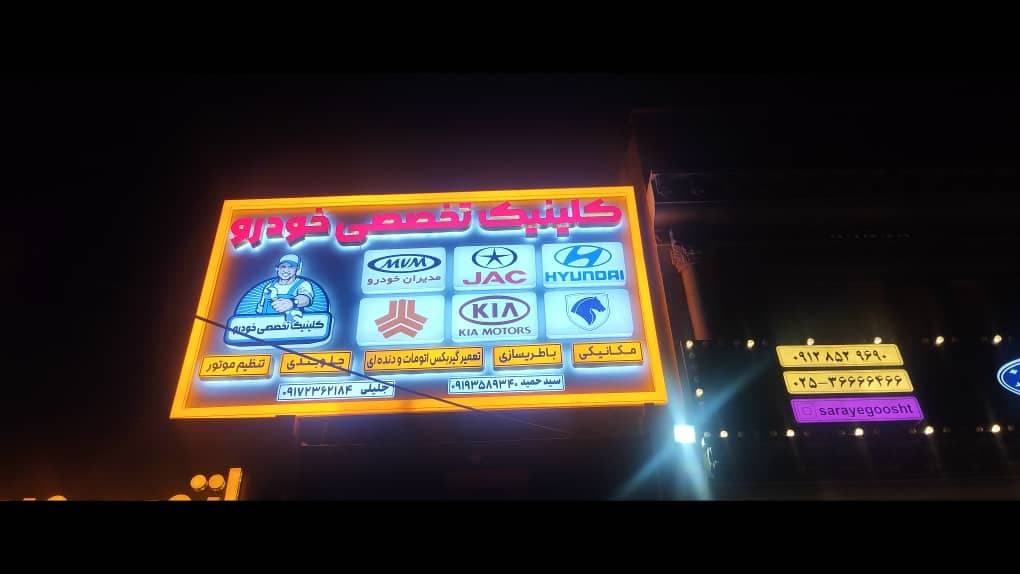 کلینیک تخصصی خودرو
MVM
مدیران خودرو
JAC
HYUNDAI
KIA
KIA MOTORS
کلینیک تخصصی خودرو
مکانیکی
باطریسازی
تعمیر گیربکس اتومات و دنده ای
جلوبندی
تنظیم موتور
سید حمید ۰۹۱۹۳۵۸۹۳۴۰
جلیلی ۰۹۱۷۲۳۶۲۱۸۴
۰۹۱۲ ۸۵۲ ۹۶۹۰
۰۲۵-۳۶۶۶۶۴۶۶
sarayegoosht